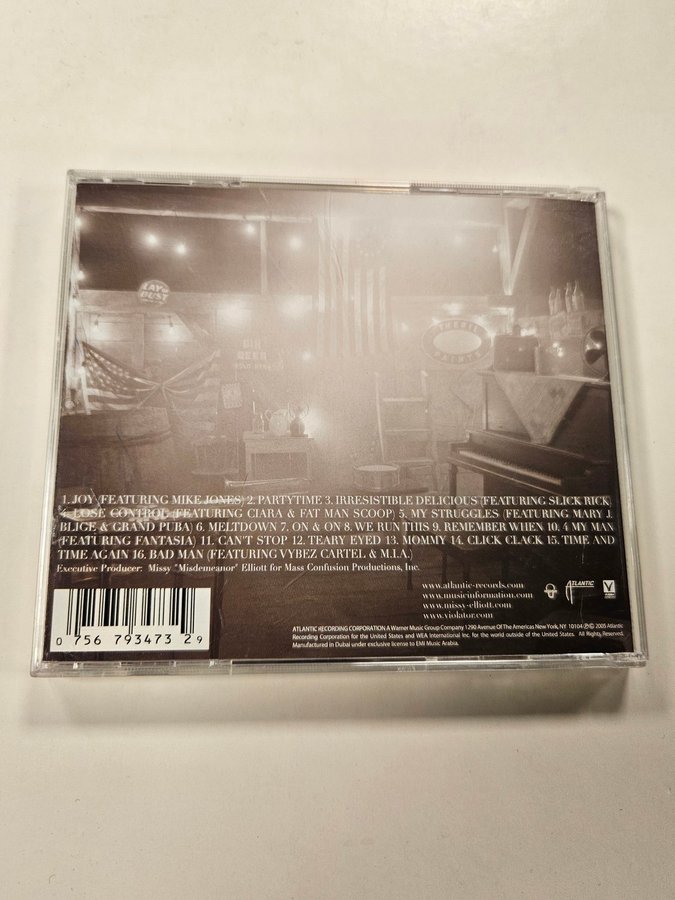 LAY OR
BUST
BEER
1. JOY (FEATURING MIKE JONES) 2. PARTYTIME 3. IRRESISTIBLE DELICIOUS (FEATURING SLICK RICK)
4. LOSE CONTROL (FEATURING CIARA & FAT MAN SCOOP) 5. MY STRUGGLES (FEATURING MARY J.
BLIGE & GRAND PUBA) 6. MELTDOWN 7. ON & ON 8. WE RUN THIS 9. REMEMBER WHEN 10. 4 MY MAN
(FEATURING FANTASIA) 11. CAN'T STOP 12. TEARY EYED 13. MOMMY 14. CLICK CLACK 15. TIME AND
TIME AGAIN 16. BAD MAN (FEATURING VYBEZ CARTEL & M.I.A.)
Executive Producer: Missy "Misdemeanor" Elliott for Mass Confusion Productions, Inc.
www.atlantic-records.com
www.musicinformation.com
www.missy-elliott.com
www.violator.com
ATLANTIC
V
0 756 793473 2 9
ATLANTIC RECORDING CORPORATION A Warner Music Group Company 1290 Avenue Of The Americas New York, NY 10104 ℗© 2005 Atlantic
Recording Corporation for the United States and WEA International Inc. for the world outside of the United States. All Rights Reserved.
Manufactured in Dubai under exclusive license to EMI Music Arabia.